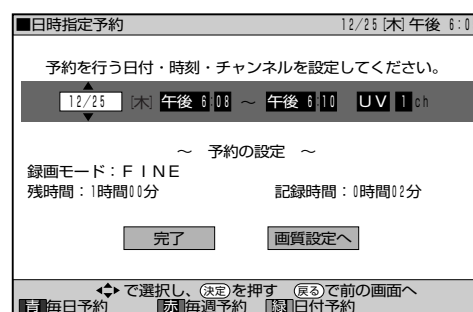 ■日時指定予約 12/25[木]午後 6:0
予約を行う日付・時刻・チャンネルを設定してください。
12/25 [木] 午後 6:08 ～ 午後 6:10 UV 1ch
～ 予約の設定 ～
録画モード：FINE
残時間：1時間00分 記録時間：0時間02分
完了 画質設定へ
で選択し、決定を押す 戻るで前の画面へ
青毎日予約 赤毎週予約 緑日付予約